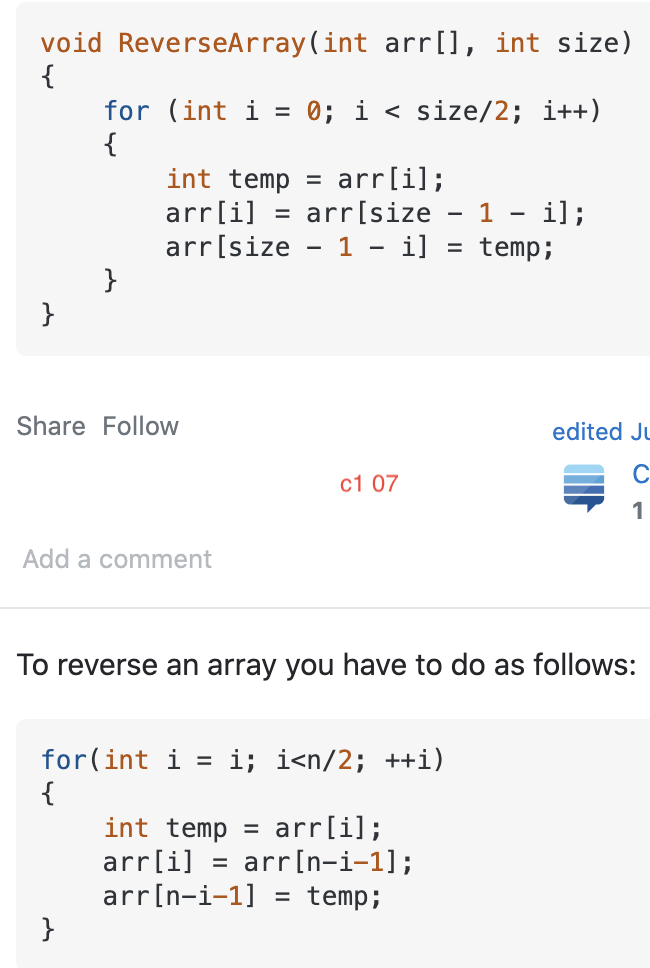 void ReverseArray(int arr[], int size)
{
    for (int i = 0; i < size/2; i++)
    {
        int temp = arr[i];
        arr[i] = arr[size - 1 - i];
        arr[size - 1 - i] = temp;
    }
}
Share Follow
edited Ju
c1 07
C
1
Add a comment
To reverse an array you have to do as follows:
for(int i = i; i<n/2; ++i)
{
    int temp = arr[i];
    arr[i] = arr[n-i-1];
    arr[n-i-1] = temp;
}